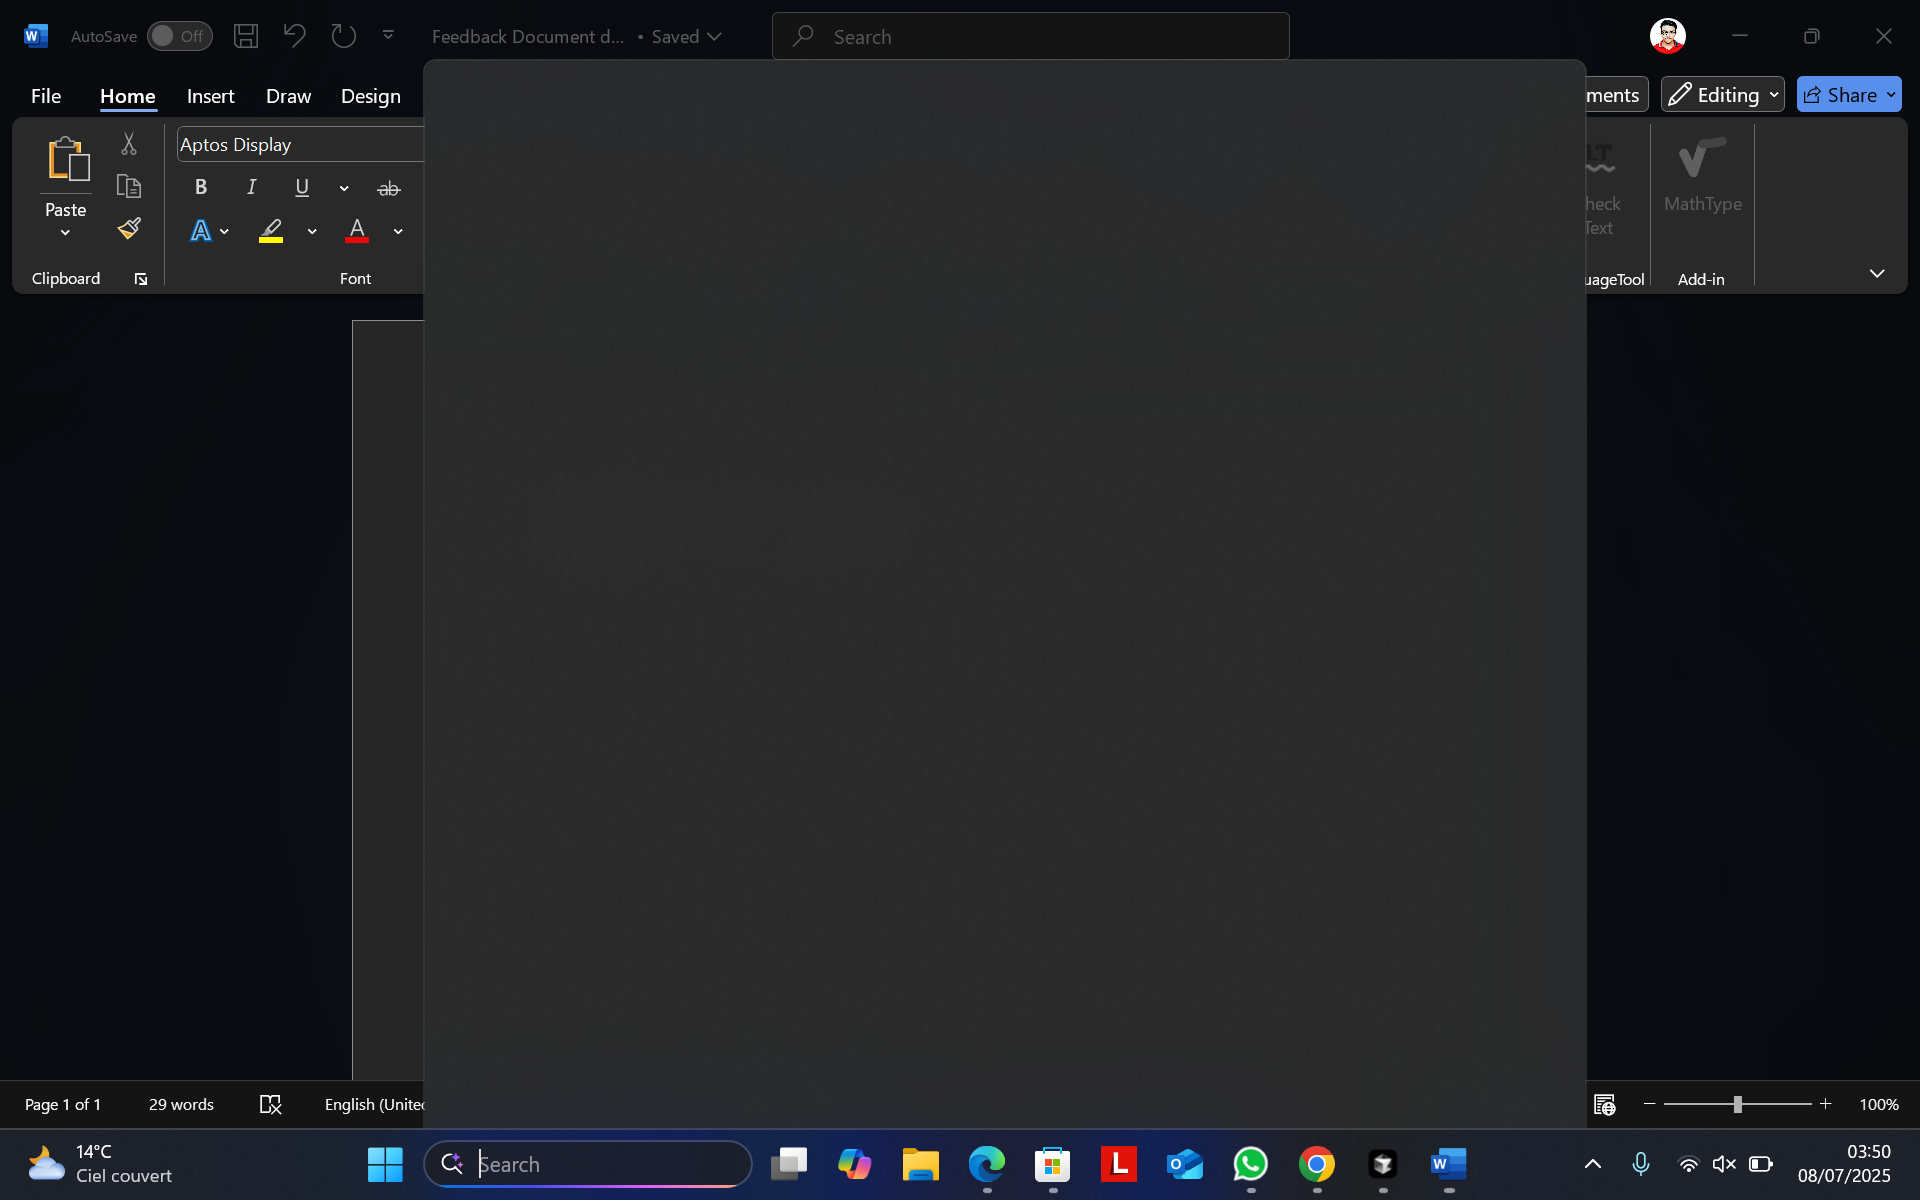 AutoSave Off Feedback Document d... • Saved Search
File Home Insert Draw Design ments Editing Share
Aptos Display
Paste
B I U ab
A A
Clipboard Font
LT
heck
Text
MathType
uageTool Add-in
Page 1 of 1 29 words English (Unite 100%
14°C
Ciel couvert
Search
L
03:50
08/07/2025